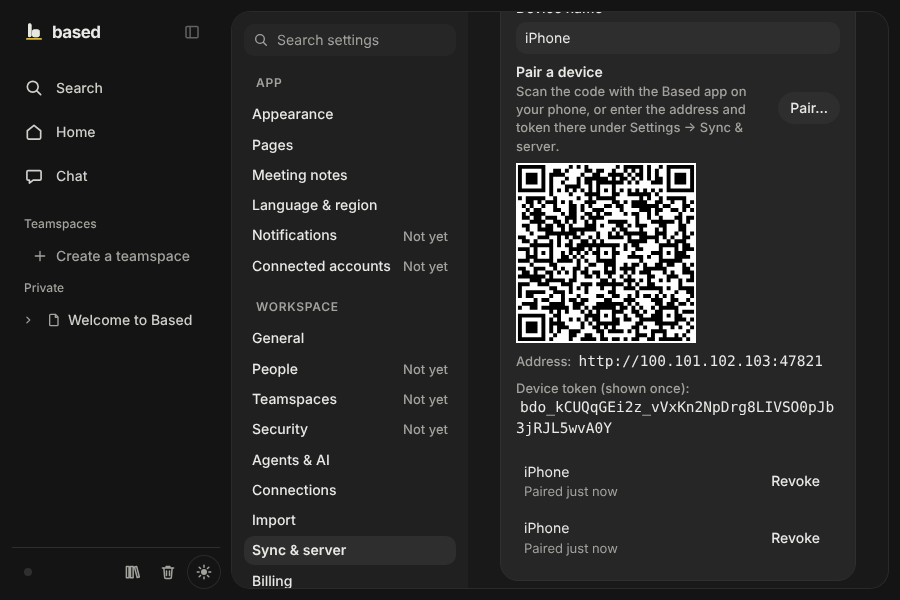 based
Search
Home
Chat
Teamspaces
Create a teamspace
Private
Welcome to Based
Search settings
APP
Appearance
Pages
Meeting notes
Language & region
Notifications Not yet
Connected accounts Not yet
WORKSPACE
General
People Not yet
Teamspaces Not yet
Security Not yet
Agents & AI
Connections
Import
Sync & server
Billing
Device name
iPhone
Pair a device
Scan the code with the Based app on
your phone, or enter the address and
token there under Settings → Sync &
server.
Pair...
Address: http://100.101.102.103:47821
Device token (shown once):
bdo_kCUQqGEi2z_vVxKn2NpDrg8LIVSO0pJb
3jRJL5wvA0Y
iPhone
Paired just now
Revoke
iPhone
Paired just now
Revoke